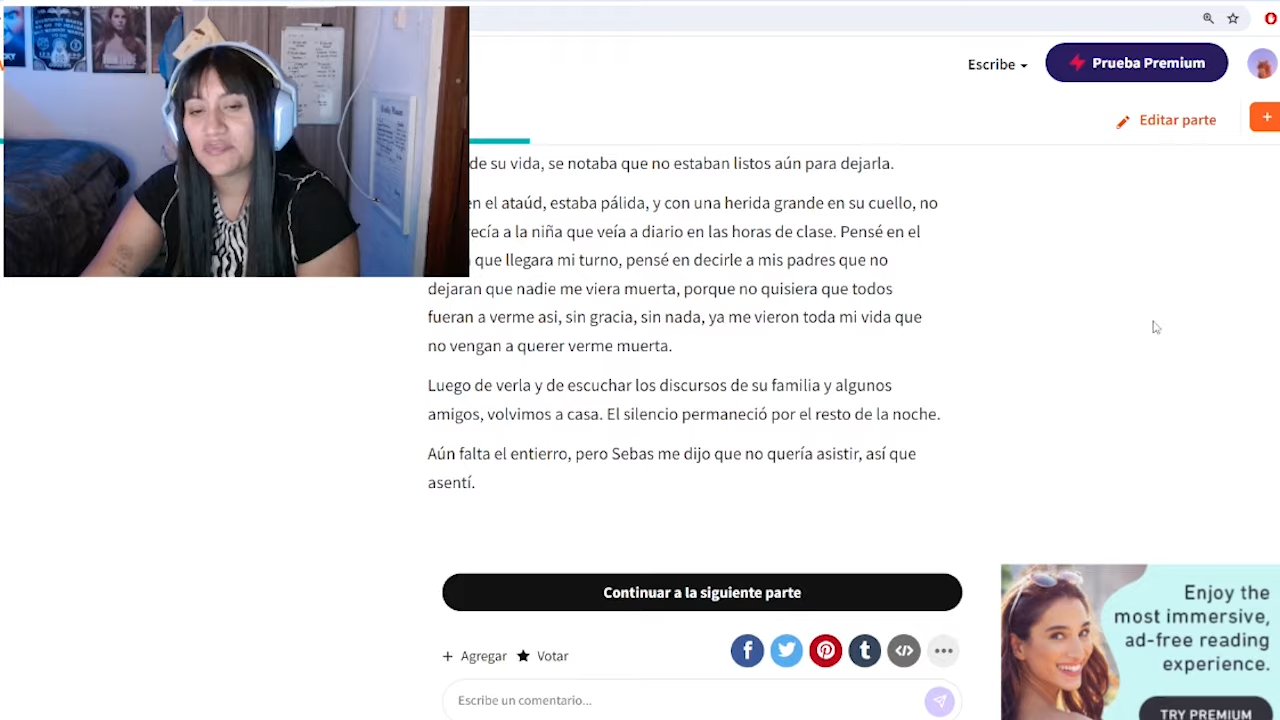 Escribe
Prueba Premium
Editar parte
+
de su vida, se notaba que no estaban listos aún para dejarla.
en el ataúd, estaba pálida, y con una herida grande en su cuello, no
ecía a la niña que veía a diario en las horas de clase. Pensé en el
que llegara mi turno, pensé en decirle a mis padres que no
dejaran que nadie me viera muerta, porque no quisiera que todos
fueran a verme asi, sin gracia, sin nada, ya me vieron toda mi vida que
no vengan a querer verme muerta.
Luego de verla y de escuchar los discursos de su familia y algunos
amigos, volvimos a casa. El silencio permaneció por el resto de la noche.
Aún falta el entierro, pero Sebas me dijo que no quería asistir, así que
asentí.
Continuar a la siguiente parte
+ Agregar ★ Votar
Escribe un comentario...
Enjoy the
most immersive,
ad-free reading
experience.
TRY PREMIUM